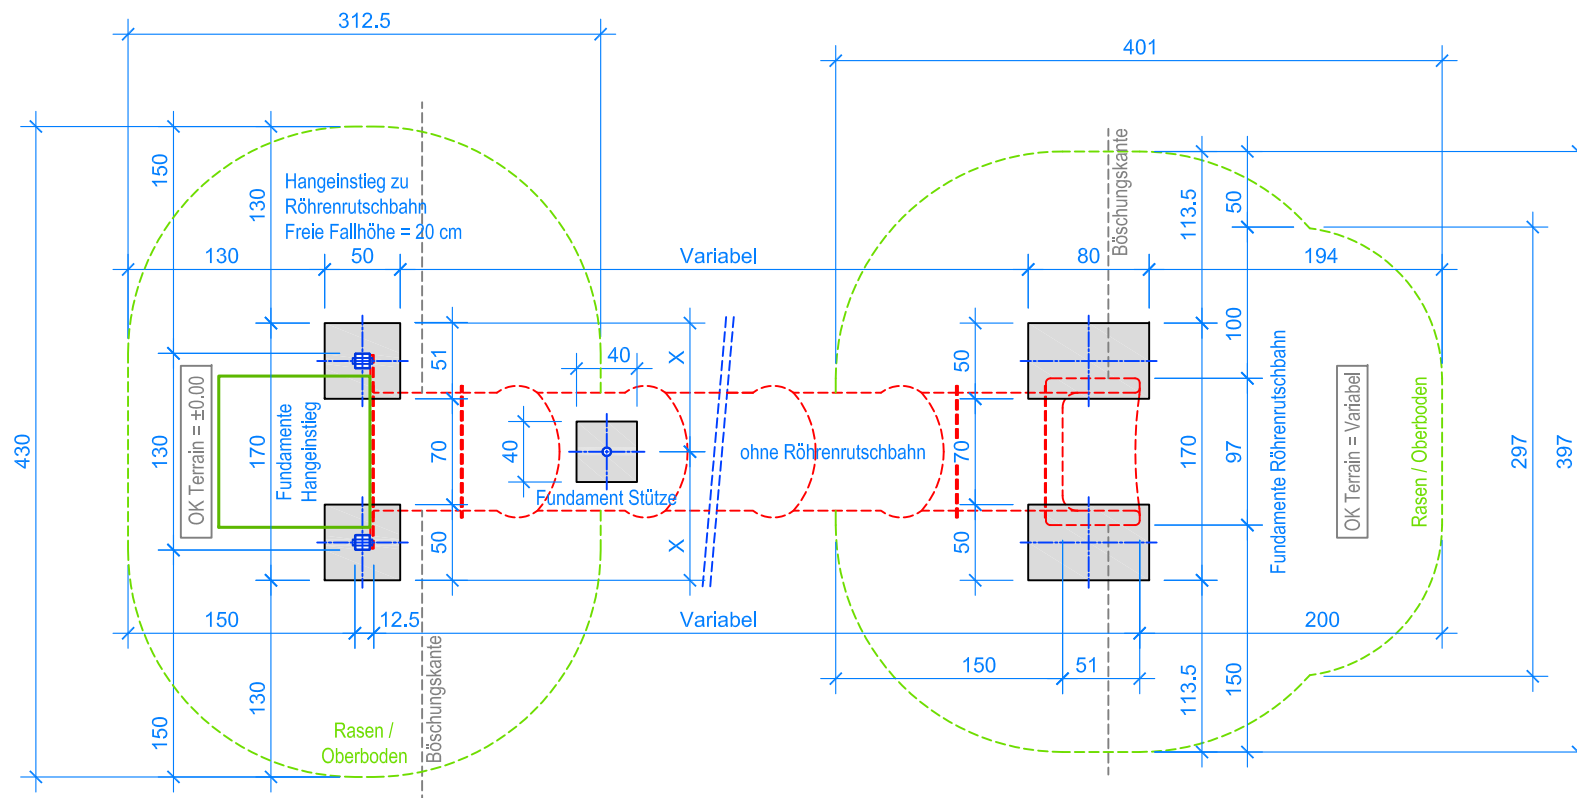 312.5
401
430
150
130
150
130
170
130
130
150
Hangeinstieg zu
Röhrenrutschbahn
Freie Fallhöhe = 20 cm
130
50
Variabel
80
194
OK Terrain = ±0.00
Fundamente
Hangeinstieg
51
70
50
X
X
40
40
Fundament Stütze
ohne Röhrenrutschbahn
50
70
50
Böschungskante
Böschungskante
113.5
170
113.5
50
100
97
150
Fundamente Röhrenrutschbahn
OK Terrain = Variabel
Rasen / Oberboden
297
397
150
12.5
Variabel
200
150
51
Rasen /
Oberboden